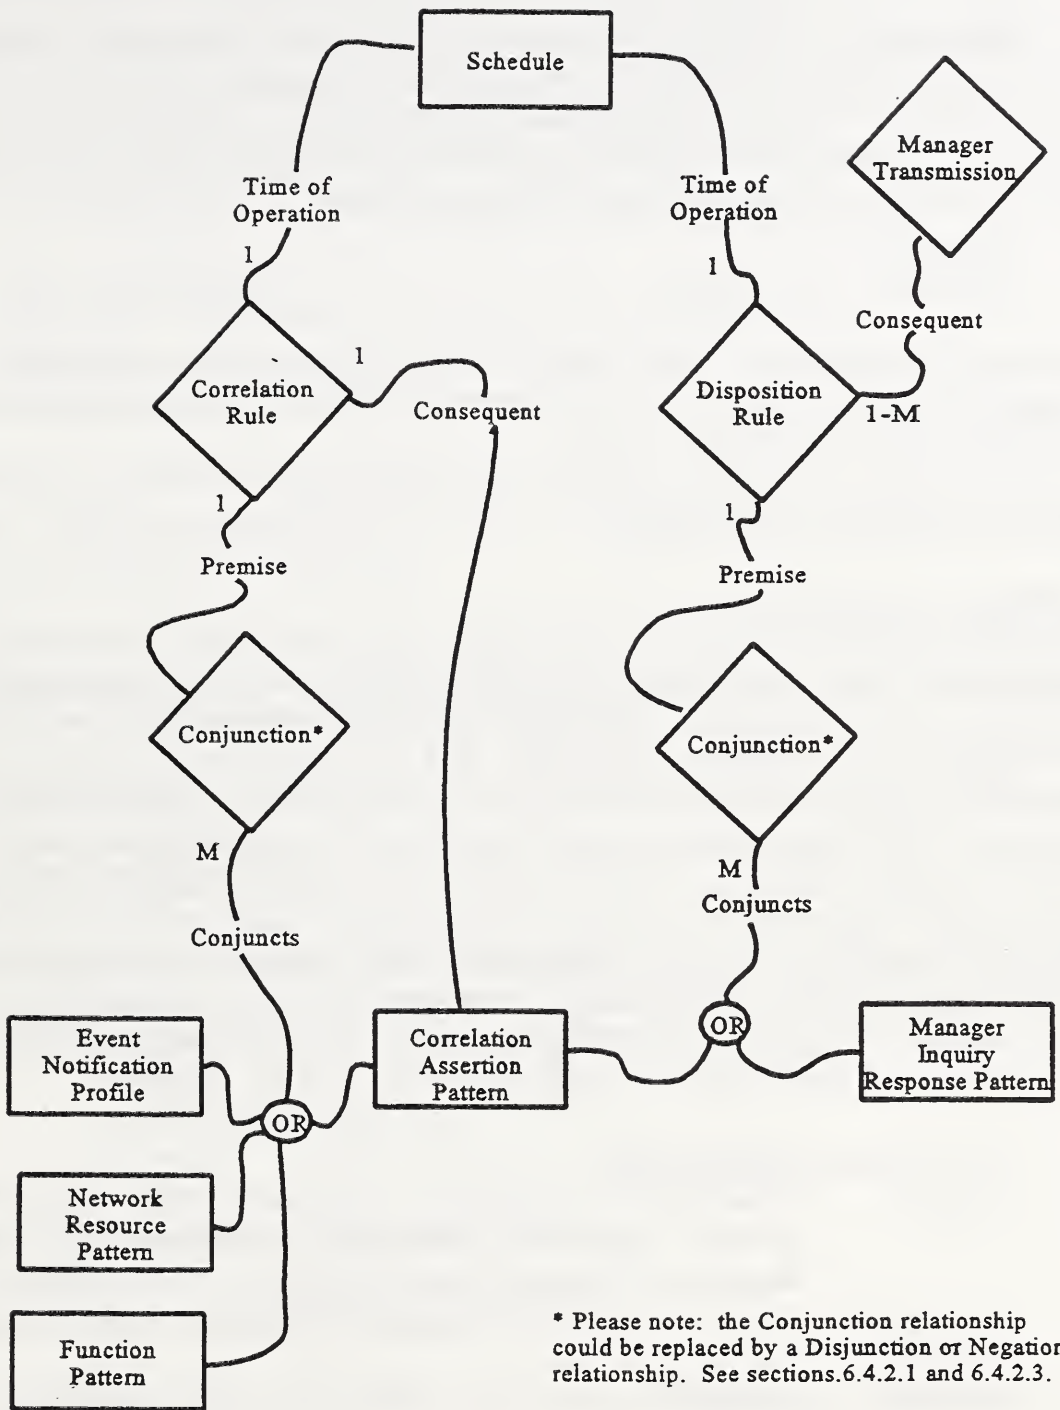 Schedule
Manager
Transmission
Time of
Operation
Time of
Operation
1
1
Consequent
1
Correlation
Rule
Consequent
Disposition
Rule
1-M
1
1
Premise
Premise
Conjunction*
Conjunction*
M
M
Conjuncts
Conjuncts
Event
Notification
Profile
OR
Correlation
Assertion
Pattern
OR
Manager
Inquiry
Response Pattern
Network
Resource
Pattern
Function
Pattern
* Please note: the Conjunction relationship
could be replaced by a Disjunction or Negation
relationship. See sections.6.4.2.1 and 6.4.2.3.